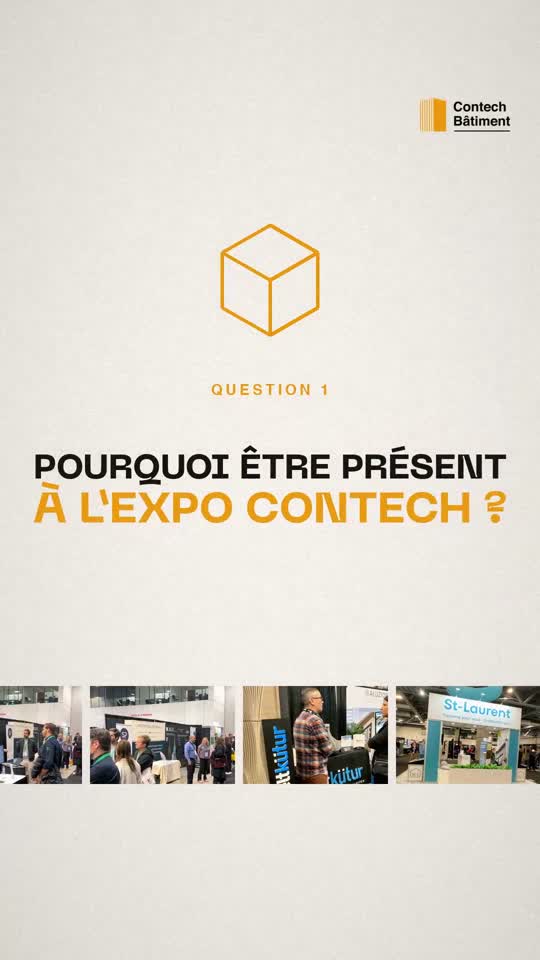 Contech
Bâtiment
QUESTION 1
POURQUOI ÊTRE PRÉSENT
À L'EXPO CONTECH ?
kütur
kütur
St-Laurent